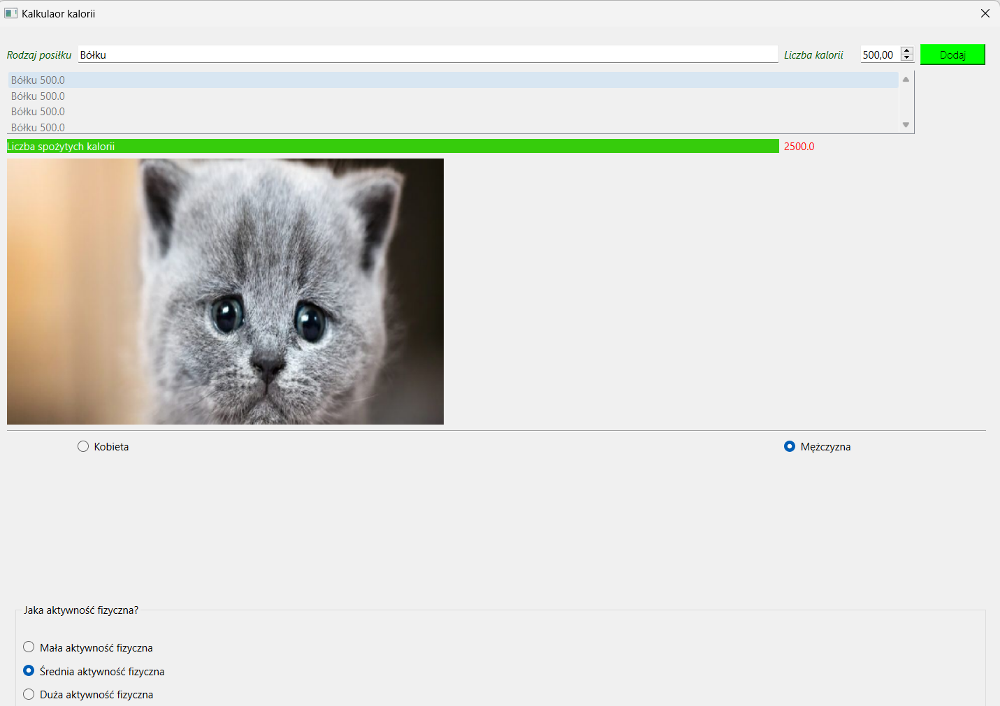 Kalkulaor kalorii
Rodzaj posiłku Bółku Liczba kalorii 500,00 Dodaj
Bółku 500.0
Bółku 500.0
Bółku 500.0
Bółku 500.0
Liczba spożytych kalorii 2500.0
Kobieta Mężczyzna
Jaka aktywność fizyczna?
Mała aktywność fizyczna
Średnia aktywność fizyczna
Duża aktywność fizyczna